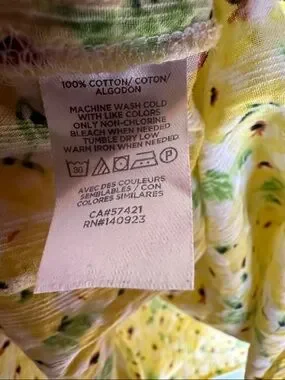 100% COTTON/ COTON/
ALGODON
MACHINE WASH COLD
WITH LIKE COLORS
ONLY NON-CHLORINE
BLEACH WHEN NEEDED
TUMBLE DRY LOW
WARM IRON WHEN NEEDED
30 P
AVEC DES COULEURS
SEMBLABLES / CON
COLORES SIMILARES
CA#57421
RN#140923